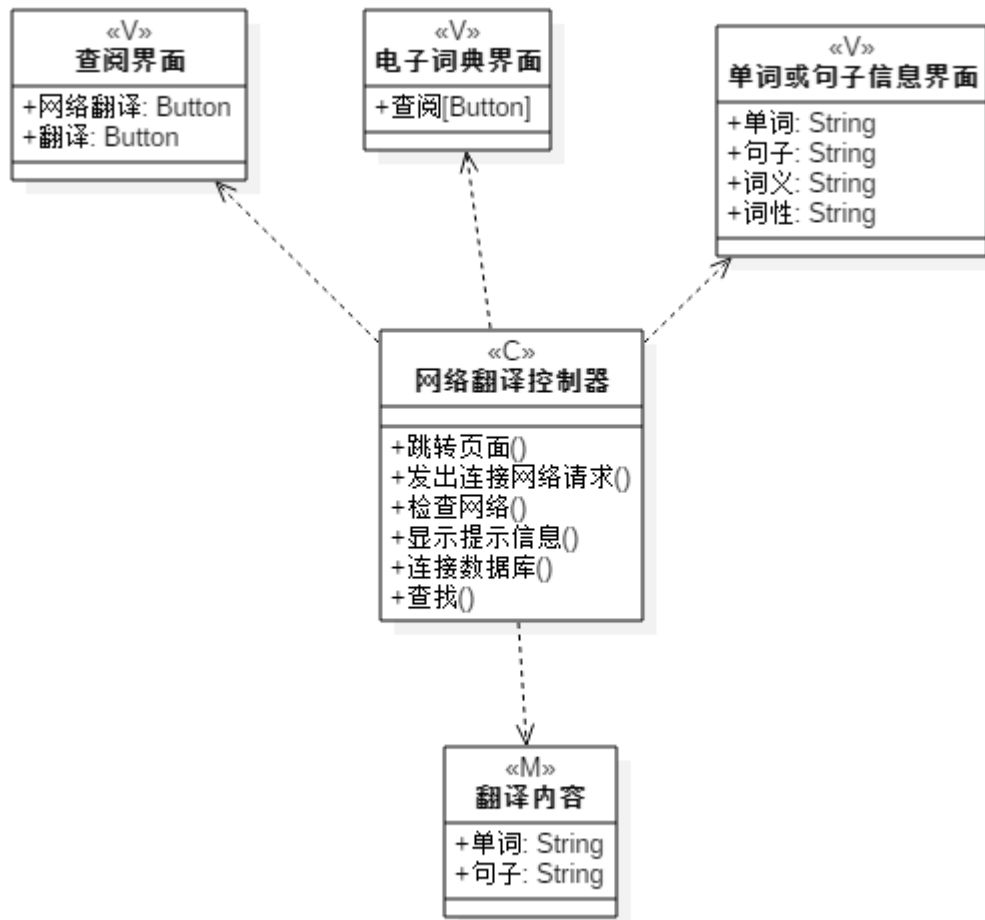 «V»
查阅界面
+网络翻译: Button
+翻译: Button
«V»
电子词典界面
+查阅[Button]
«V»
单词或句子信息界面
+单词: String
+句子: String
+词义: String
+词性: String
«C»
网络翻译控制器
+跳转页面()
+发出连接网络请求()
+检查网络()
+显示提示信息()
+连接数据库()
+查找()
«M»
翻译内容
+单词: String
+句子: String